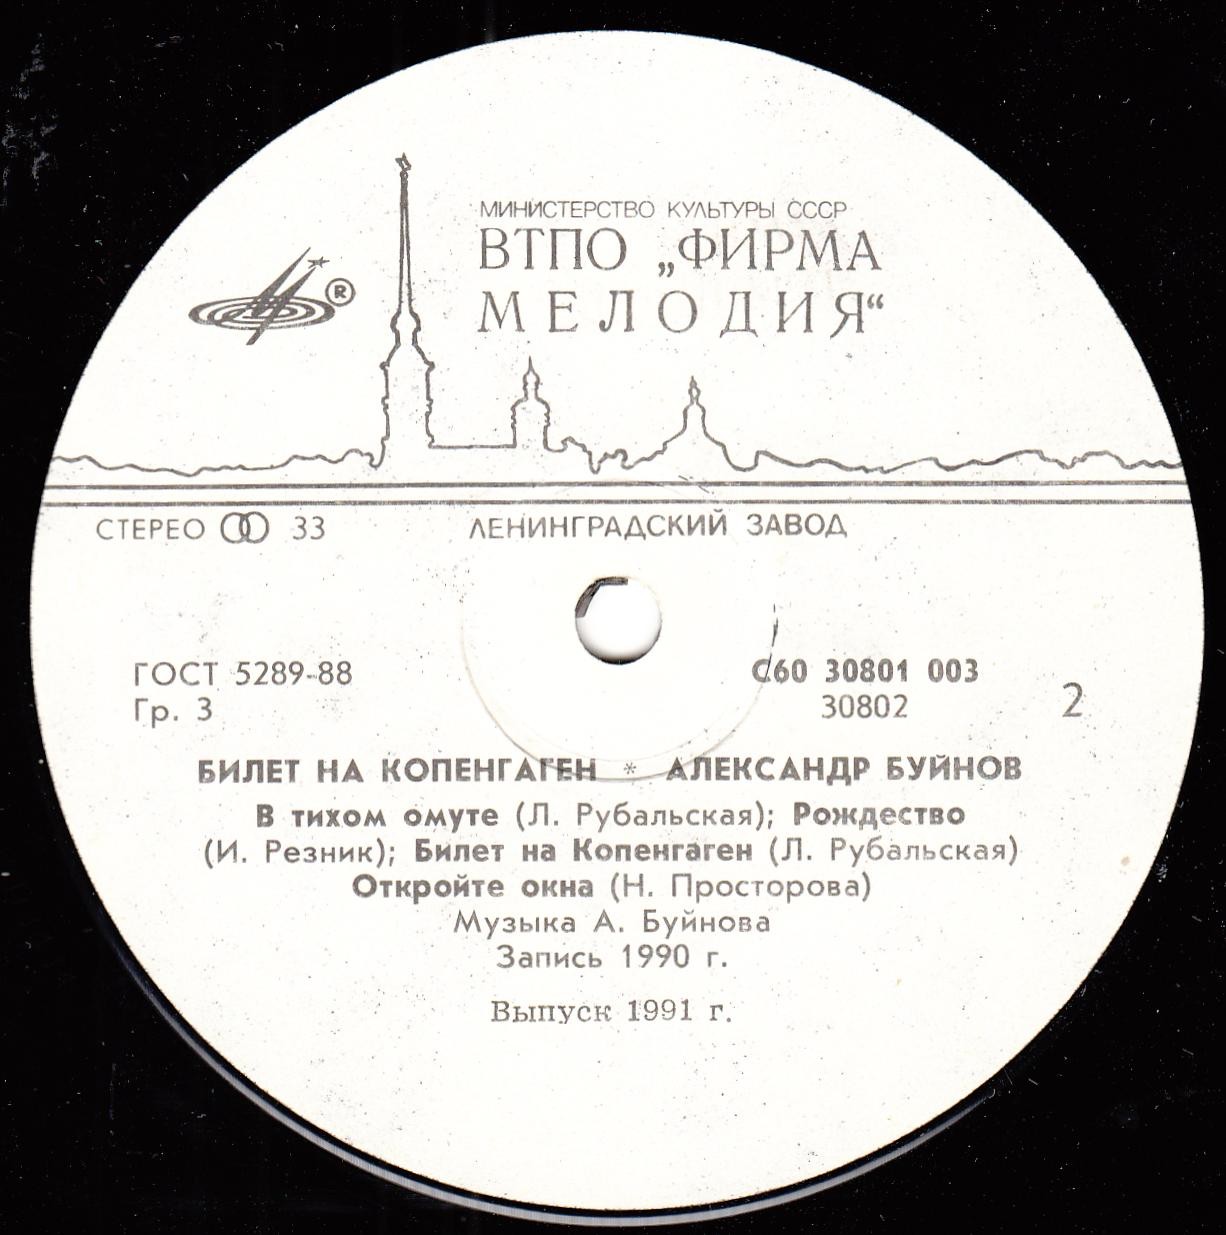 МИНИСТЕРСТВО КУЛЬТУРЫ СССР
ВТПО „ФИРМА
МЕЛОДИЯ“
®
СТЕРЕО 33
ЛЕНИНГРАДСКИЙ ЗАВОД
ГОСТ 5289-88
Гр. 3
С60 30801 003
30802
2
БИЛЕТ НА КОПЕНГАГЕН * АЛЕКСАНДР БУЙНОВ
В тихом омуте (Л. Рубальская); Рождество
(И. Резник); Билет на Копенгаген (Л. Рубальская)
Откройте окна (Н. Просторова)
Музыка А. Буйнова
Запись 1990 г.
Выпуск 1991 г.